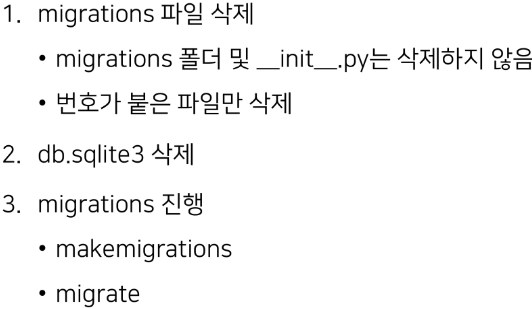 1. migrations 파일 삭제
• migrations 폴더 및 __init__.py는 삭제하지 않음
• 번호가 붙은 파일만 삭제
2. db.sqlite3 삭제
3. migrations 진행
• makemigrations
• migrate